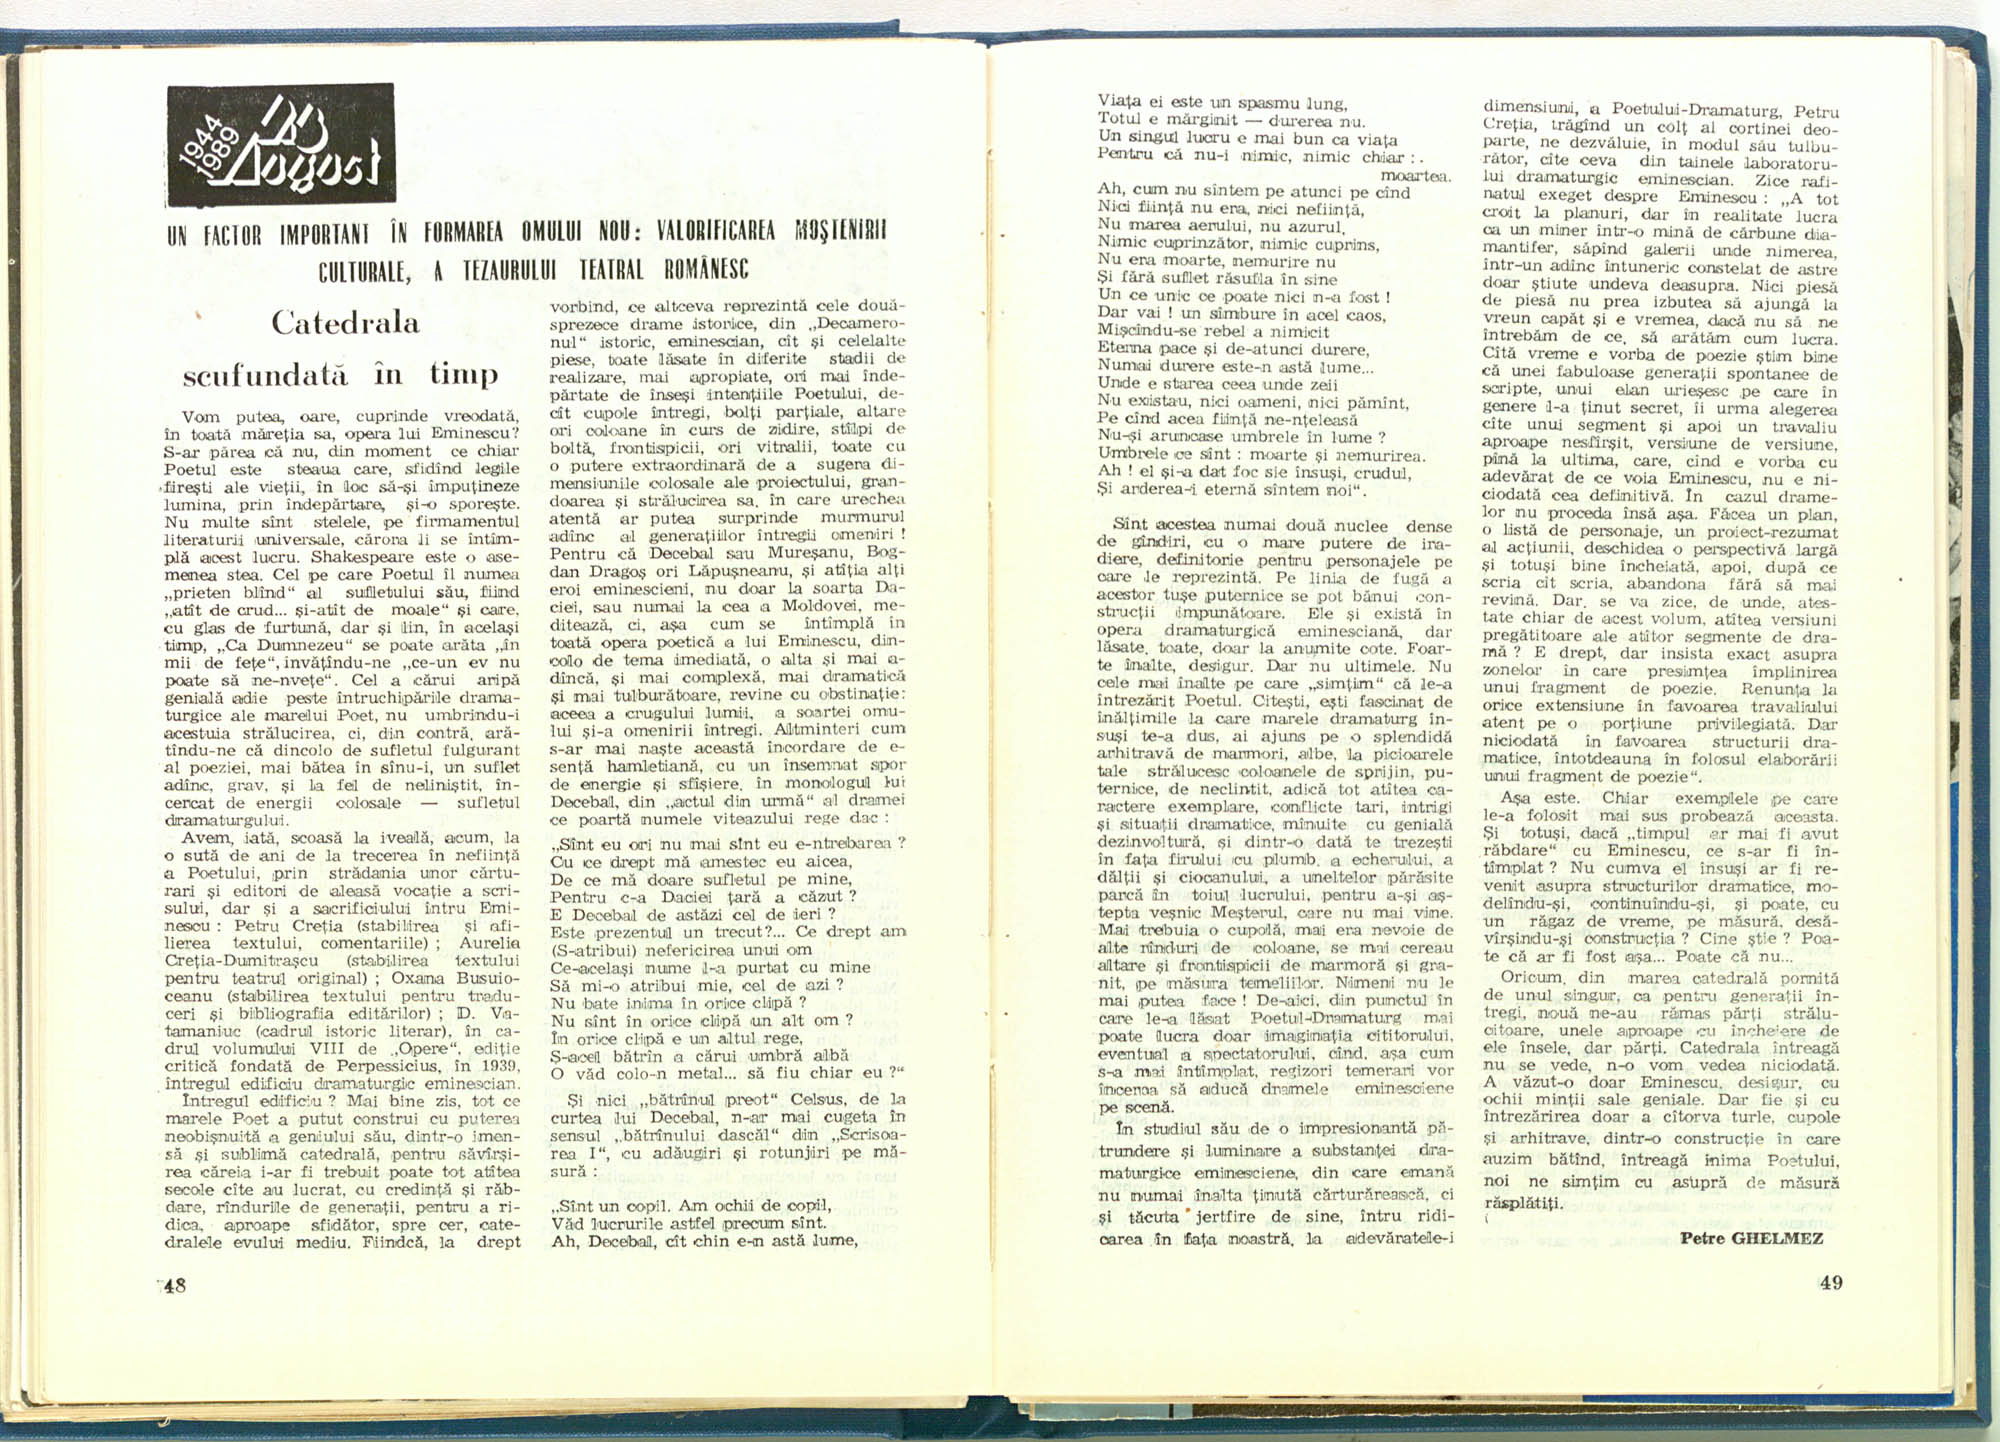 1944
1989
23
August
UN FACTOR IMPORTANT ÎN FORMAREA OMULUI NOU: VALORIFICAREA MOŞTENIRII
CULTURALE, A TEZAURULUI TEATRAL ROMÂNESC
Catedrala
scufundată în timp
Vom putea, oare, cuprinde vreodată,
în toată măreţia sa, opera lui Eminescu?
S-ar părea că nu, din moment ce chiar
Poetul este steaua care, sfidînd legile
fireşti ale vieţii, în loc să-şi împuţineze
lumina, prin îndepărtare, şi-o sporeşte.
Nu multe sînt stelele, pe firmamentul
literaturii universale, cărora li se întîm-
plă acest lucru. Shakespeare este o ase-
menea stea. Cel pe care Poetul îl numea
„prieten blînd“ al sufletului său, fiind
„atît de crud... şi-atît de moale“ şi care,
cu glas de furtună, dar şi lin, în acelaşi
timp, „Ca Dumnezeu“ se poate arăta „în
mii de feţe“, învăţîndu-ne „ce-un ev nu
poate să ne-nveţe“. Cel a cărui aripă
genială adie peste întruchipările drama-
turgice ale marelui Poet, nu umbrindu-i
acestuia strălucirea, ci, din contră, ară-
tîndu-ne că dincolo de sufletul fulgurant
al poeziei, mai bătea în sînu-i, un suflet
adînc, grav, şi la fel de neliniştit, în-
cercat de energii colosale — sufletul
dramaturgului.
Avem, iată, scoasă la iveală, acum, la
o sută de ani de la trecerea în nefiinţă
a Poetului, prin strădania unor cărtu-
rari şi editori de aleasă vocaţie a scri-
sului, dar şi a sacrificiului întru Emi-
nescu : Petru Creţia (stabilirea şi afi-
lierea textului, comentariile) ; Aurelia
Creţia-Dumitraşcu (stabilirea textului
pentru teatrul original) ; Oxana Busuio-
ceanu (stabilirea textului pentru tradu-
ceri şi bibliografia editărilor) ; D. Va-
tamaniuc (cadrul istoric literar), în ca-
drul volumului VIII de „Opere“, ediţie
critică fondată de Perpessicius, în 1939,
întregul edificiu dramaturgic eminescian.
Întregul edificiu ? Mai bine zis, tot ce
marele Poet a putut construi cu puterea
neobişnuită a geniului său, dintr-o imen-
să şi sublimă catedrală, pentru săvîrşi-
rea căreia i-ar fi trebuit poate tot atîtea
secole cîte au lucrat, cu credinţă şi răb-
dare, rîndurile de generaţii, pentru a ri-
dica, aproape sfidător, spre cer, cate-
dralele evului mediu. Fiindcă, la drept
vorbind, ce altceva reprezintă cele două-
sprezece drame istorice, din „Decamero-
nul“ istoric, eminescian, cît şi celelalte
piese, toate lăsate în diferite stadii de
realizare, mai apropiate, ori mai înde-
părtate de înseşi intenţiile Poetului, de-
cît cupole întregi, bolţi parţiale, altare
ori coloane în curs de zidire, stîlpi de
boltă, frontispicii, ori vitralii, toate cu
o putere extraordinară de a sugera di-
mensiunile colosale ale proiectului, gran-
doarea şi strălucirea sa, în care urechea
atentă ar putea surprinde murmurul
adînc al generaţiilor întregii omeniri !
Pentru că Decebal sau Mureşanu, Bog-
dan Dragoş ori Lăpuşneanu, şi atîţia alţi
eroi eminescieni, nu doar la soarta Da-
ciei, sau numai la cea a Moldovei, me-
ditează, ci, aşa cum se întîmplă în
toată opera poetică a lui Eminescu, din-
colo de tema imediată, o alta şi mai a-
dîncă, şi mai complexă, mai dramatică
şi mai tulburătoare, revine cu obstinaţie:
aceea a crugului lumii, a soartei omu-
lui şi-a omenirii întregi. Altminteri cum
s-ar mai naşte această încordare de e-
senţă hamletiană, cu un însemnat spor
de energie şi sfîşiere, în monologul lui
Decebal, din „actul din urmă“ al dramei
ce poartă numele viteazului rege dac :
„Sînt eu ori nu mai sînt eu e-ntrebarea ?
Cu ce drept mă amestec eu aicea,
De ce mă doare sufletul pe mine,
Pentru c-a Daciei ţară a căzut ?
E Decebal de astăzi cel de ieri ?
Este prezentul un trecut?... Ce drept am
(S-atribui) nefericirea unui om
Ce-acelaşi nume l-a purtat cu mine
Să mi-o atribui mie, cel de azi ?
Nu bate inima în orice clipă ?
Nu sînt în orice clipă un alt om ?
În orice clipă e un altul rege,
Ş-acel bătrîn a cărui umbră albă
O văd colo-n metal... să fiu chiar eu ?“
Şi nici „bătrînul preot“ Celsus, de la
curtea lui Decebal, n-ar mai cugeta în
sensul „bătrînului dascăl“ din „Scrisoa-
rea I“, cu adăugiri şi rotunjiri pe mă-
sură :
„Sînt un copil. Am ochii de copil,
Văd lucrurile astfel precum sînt.
Ah, Decebal, cît chin e-n astă lume,
48
Viaţa ei este un spasmu lung,
Totul e mărginit — durerea nu.
Un singul lucru e mai bun ca viaţa
Pentru că nu-i nimic, nimic chiar :
moartea.
Ah, cum nu sîntem pe atunci pe cînd
Nici fiinţă nu era, nici nefiinţă,
Nu marea aerului, nu azurul,
Nimic cuprinzător, nimic cuprins,
Nu era moarte, nemurire nu
Şi fără suflet răsufla în sine
Un ce unic ce poate nici n-a fost !
Dar vai ! un sîmbure în acel caos,
Mişcîndu-se rebel a nimicit
Eterna pace şi de-atunci durere,
Numai durere este-n astă lume...
Unde e starea ceea unde zeii
Nu existau, nici oameni, nici pămînt,
Pe cînd acea fiinţă ne-nţeleasă
Nu-şi aruncase umbrele în lume ?
Umbrele ce sînt : moarte şi nemurirea.
Ah ! el şi-a dat foc sie însuşi, crudul,
Şi arderea-i eternă sîntem noi“.
Sînt acestea numai două nuclee dense
de gîndiri, cu o mare putere de ira-
diere, definitorie pentru personajele pe
care le reprezintă. Pe linia de fugă a
acestor tuşe puternice se pot bănui con-
strucţii impunătoare. Ele şi există în
opera dramaturgică eminesciană, dar
lăsate, toate, doar la anumite cote. Foar-
te înalte, desigur. Dar nu ultimele. Nu
cele mai înalte pe care „simţim“ că le-a
întrezărit Poetul. Citeşti, eşti fascinat de
înălţimile la care marele dramaturg în-
suşi te-a dus, ai ajuns pe o splendidă
arhitravă de marmori, albe, la picioarele
tale strălucesc coloanele de sprijin, pu-
ternice, de neclintit, adică tot atîtea ca-
ractere exemplare, conflicte tari, intrigi
şi situaţii dramatice, mînuite cu genială
dezinvoltură, şi dintr-o dată te trezeşti
în faţa firului cu plumb, a echerului, a
dălţii şi ciocanului, a uneltelor părăsite
parcă în toiul lucrului, pentru a-şi aş-
tepta veşnic Meşterul, care nu mai vine.
Mai trebuia o cupolă, mai era nevoie de
alte rînduri de coloane, se mai cereau
altare şi frontispicii de marmoră şi gra-
nit, pe măsura temeliilor. Nimeni nu le
mai putea face ! De-aici, din punctul în
care le-a lăsat Poetul-Dramaturg mai
poate lucra doar imaginaţia cititorului,
eventual a spectatorului, cînd, aşa cum
s-a mai întîmplat, regizori temerari vor
încerca să aducă dramele eminesciene
pe scenă.
În studiul său de o impresionantă pă-
trundere şi luminare a substanţei dra-
maturgice eminesciene, din care emană
nu numai înalta ţinută cărturărească, ci
şi tăcuta jertfire de sine, întru ridi-
carea în faţa noastră, la adevăratele-i
dimensiuni, a Poetului-Dramaturg, Petru
Creţia, trăgînd un colţ al cortinei deo-
parte, ne dezvăluie, în modul său tulbu-
rător, cîte ceva din tainele laboratoru-
lui dramaturgic eminescian. Zice rafi-
natul exeget despre Eminescu : „A tot
croit la planuri, dar în realitate lucra
ca un miner într-o mină de cărbune dia-
mantifer, săpînd galerii unde nimerea,
într-un adînc întuneric constelat de astre
doar ştiute undeva deasupra. Nici piesă
de piesă nu prea izbutea să ajungă la
vreun capăt şi e vremea, dacă nu să ne
întrebăm de ce, să arătăm cum lucra.
Cîtă vreme e vorba de poezie ştim bine
că unei fabuloase generaţii spontanee de
scripte, unui elan urieşesc pe care în
genere l-a ţinut secret, îi urma alegerea
cîte unui segment şi apoi un travaliu
aproape nesfîrşit, versiune de versiune,
pînă la ultima, care, cînd e vorba cu
adevărat de ce voia Eminescu, nu e ni-
ciodată cea definitivă. În cazul drame-
lor nu proceda însă aşa. Făcea un plan,
o listă de personaje, un proiect-rezumat
al acţiunii, deschidea o perspectivă largă
şi totuşi bine încheiată, apoi, după ce
scria cît scria, abandona fără să mai
revină. Dar, se va zice, de unde, ates-
tate chiar de acest volum, atîtea versiuni
pregătitoare ale atîtor segmente de dra-
mă ? E drept, dar insista exact asupra
zonelor în care presimţea împlinirea
unui fragment de poezie. Renunţa la
orice extensiune în favoarea travaliului
atent pe o porţiune privilegiată. Dar
niciodată în favoarea structurii dra-
matice, întotdeauna în folosul elaborării
unui fragment de poezie“.
Aşa este. Chiar exemplele pe care
le-a folosit mai sus probează aceasta.
Şi totuşi, dacă „timpul ar mai fi avut
răbdare“ cu Eminescu, ce s-ar fi în-
tîmplat ? Nu cumva el însuşi ar fi re-
venit asupra structurilor dramatice, mo-
delîndu-şi, continuîndu-şi, şi poate, cu
un răgaz de vreme, pe măsură, desă-
vîrşindu-şi construcţia ? Cine ştie ? Poa-
te că ar fi fost aşa... Poate că nu...
Oricum, din marea catedrală pornită
de unul singur, ca pentru generaţii în-
tregi, nouă ne-au rămas părţi strălu-
citoare, unele aproape cu încheiere de
ele însele, dar părţi. Catedrala întreagă
nu se vede, n-o vom vedea niciodată.
A văzut-o doar Eminescu, desigur, cu
ochii minţii sale geniale. Dar fie şi cu
întrezărirea doar a cîtorva turle, cupole
şi arhitrave, dintr-o construcţie în care
auzim bătînd, întreagă inima Poetului,
noi ne simţim cu asupră de măsură
răsplătiţi.
Petre GHELMEZ
49